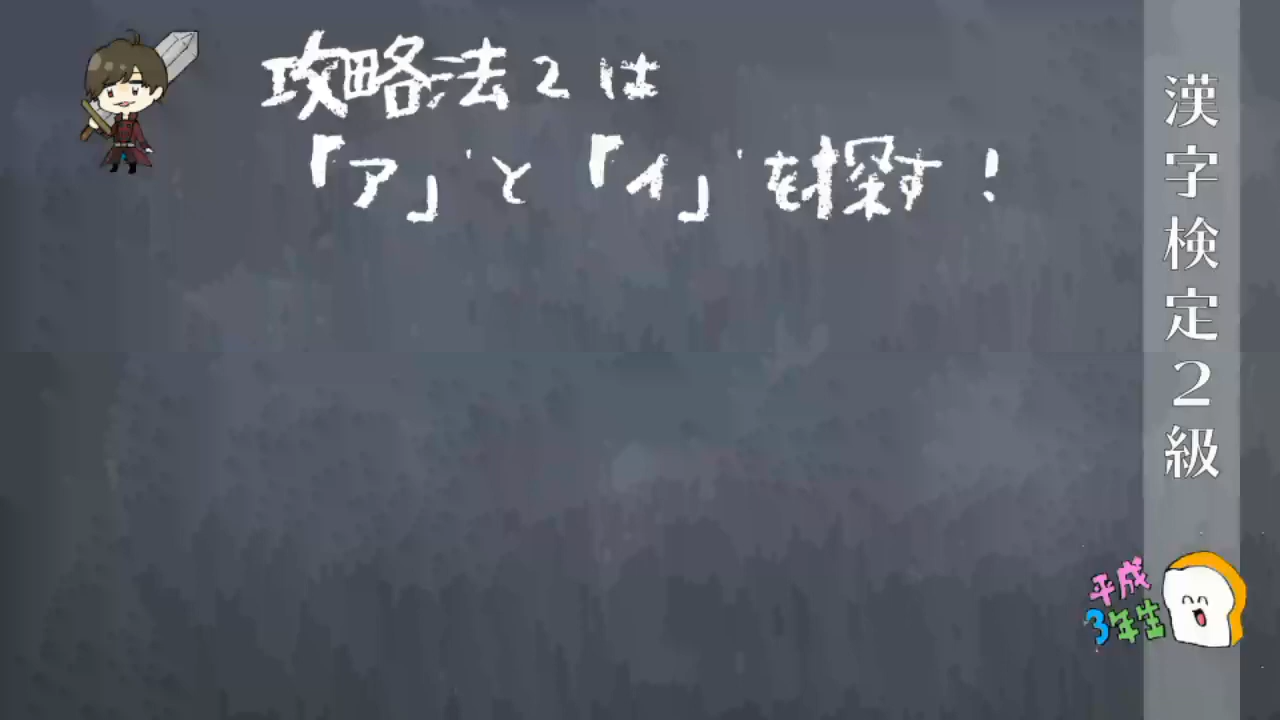 攻略法2は
「ア」と「イ」を探す!
漢字検定2級
平成
3年生